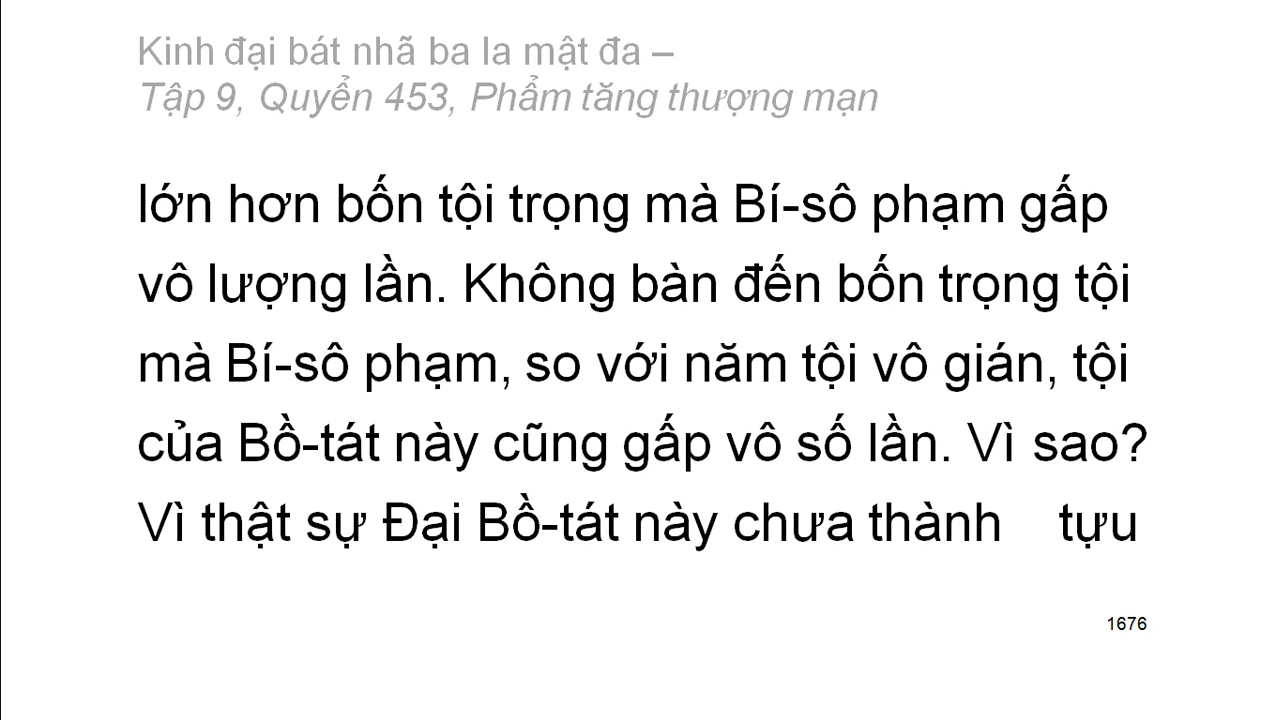 Kinh đại bát nhã ba la mật đa –
Tập 9, Quyển 453, Phẩm tăng thượng mạn
lớn hơn bốn tội trọng mà Bí-sô phạm gấp
vô lượng lần. Không bàn đến bốn trọng tội
mà Bí-sô phạm, so với năm tội vô gián, tội
của Bồ-tát này cũng gấp vô số lần. Vì sao?
Vì thật sự Đại Bồ-tát này chưa thành tựu
1676